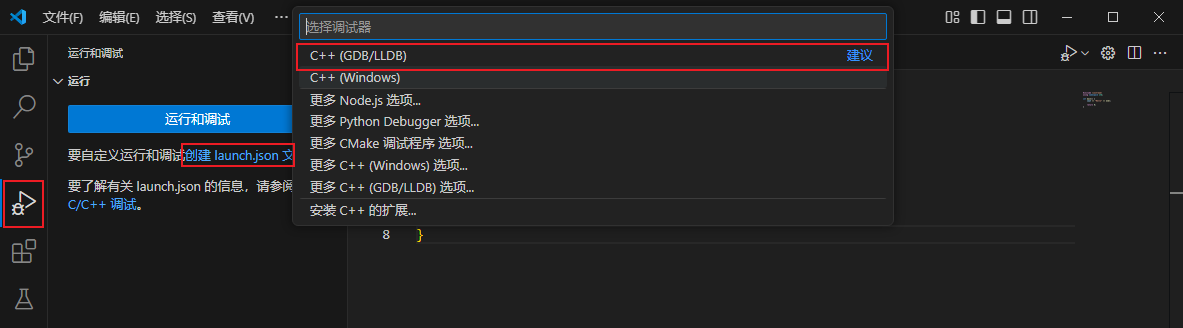 文件(F) 编辑(E) 选择(S) 查看(V) ···
选择调试器
C++ (GDB/LLDB) 建议
C++ (Windows)
更多 Node.js 选项...
更多 Python Debugger 选项...
更多 CMake 调试程序 选项...
更多 C++ (Windows) 选项...
更多 C++ (GDB/LLDB) 选项...
安装 C++ 的扩展...
运行和调试
运行
运行和调试
要自定义运行和调试创建 launch.json 文
要了解有关 launch.json 的信息，请参阅
C/C++ 调试。
8 }